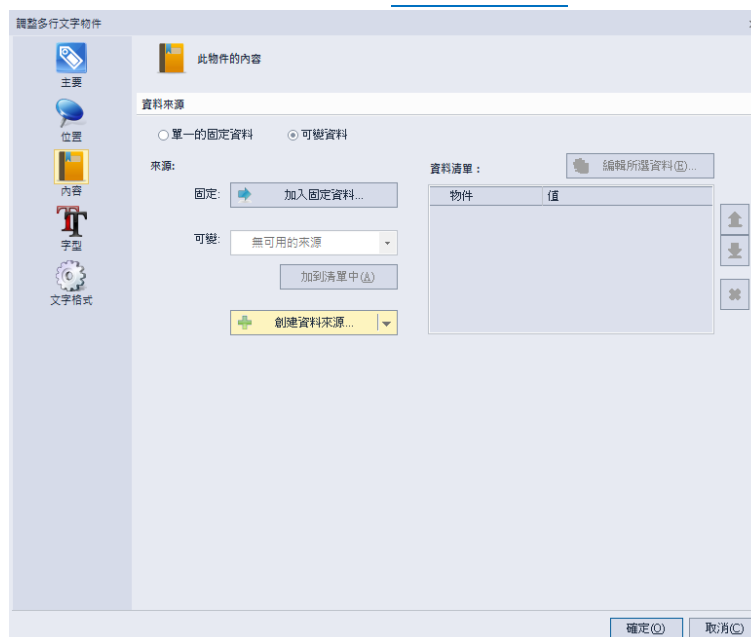 調整多行文字物件
主要
位置
內容
字型
文字格式
此物件的內容
資料來源
單一的固定資料
可變資料
來源:
固定:
加入固定資料...
可變:
無可用的來源
加到清單中(A)
創建資料來源...
資料清單：
編輯所選資料(E)...
物件
值
確定(O)
取消(C)